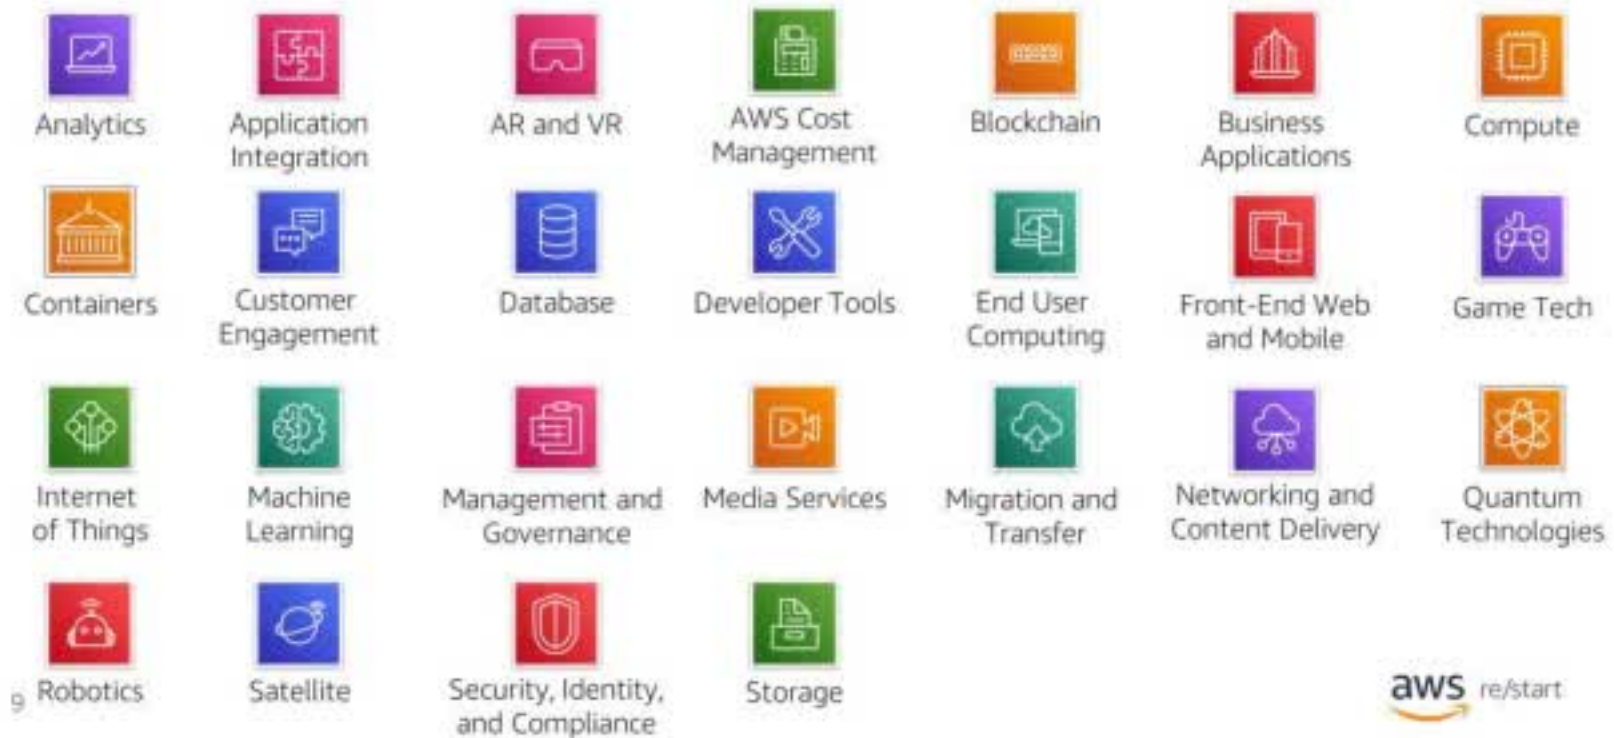 Analytics
Application
Integration
AR and VR
AWS Cost
Management
Blockchain
Business
Applications
Compute
Containers
Customer
Engagement
Database
Developer Tools
End User
Computing
Front-End Web
and Mobile
Game Tech
Internet
of Things
Machine
Learning
Management and
Governance
Media Services
Migration and
Transfer
Networking and
Content Delivery
Quantum
Technologies
Robotics
Satellite
Security, Identity,
and Compliance
Storage
9
aws re/start